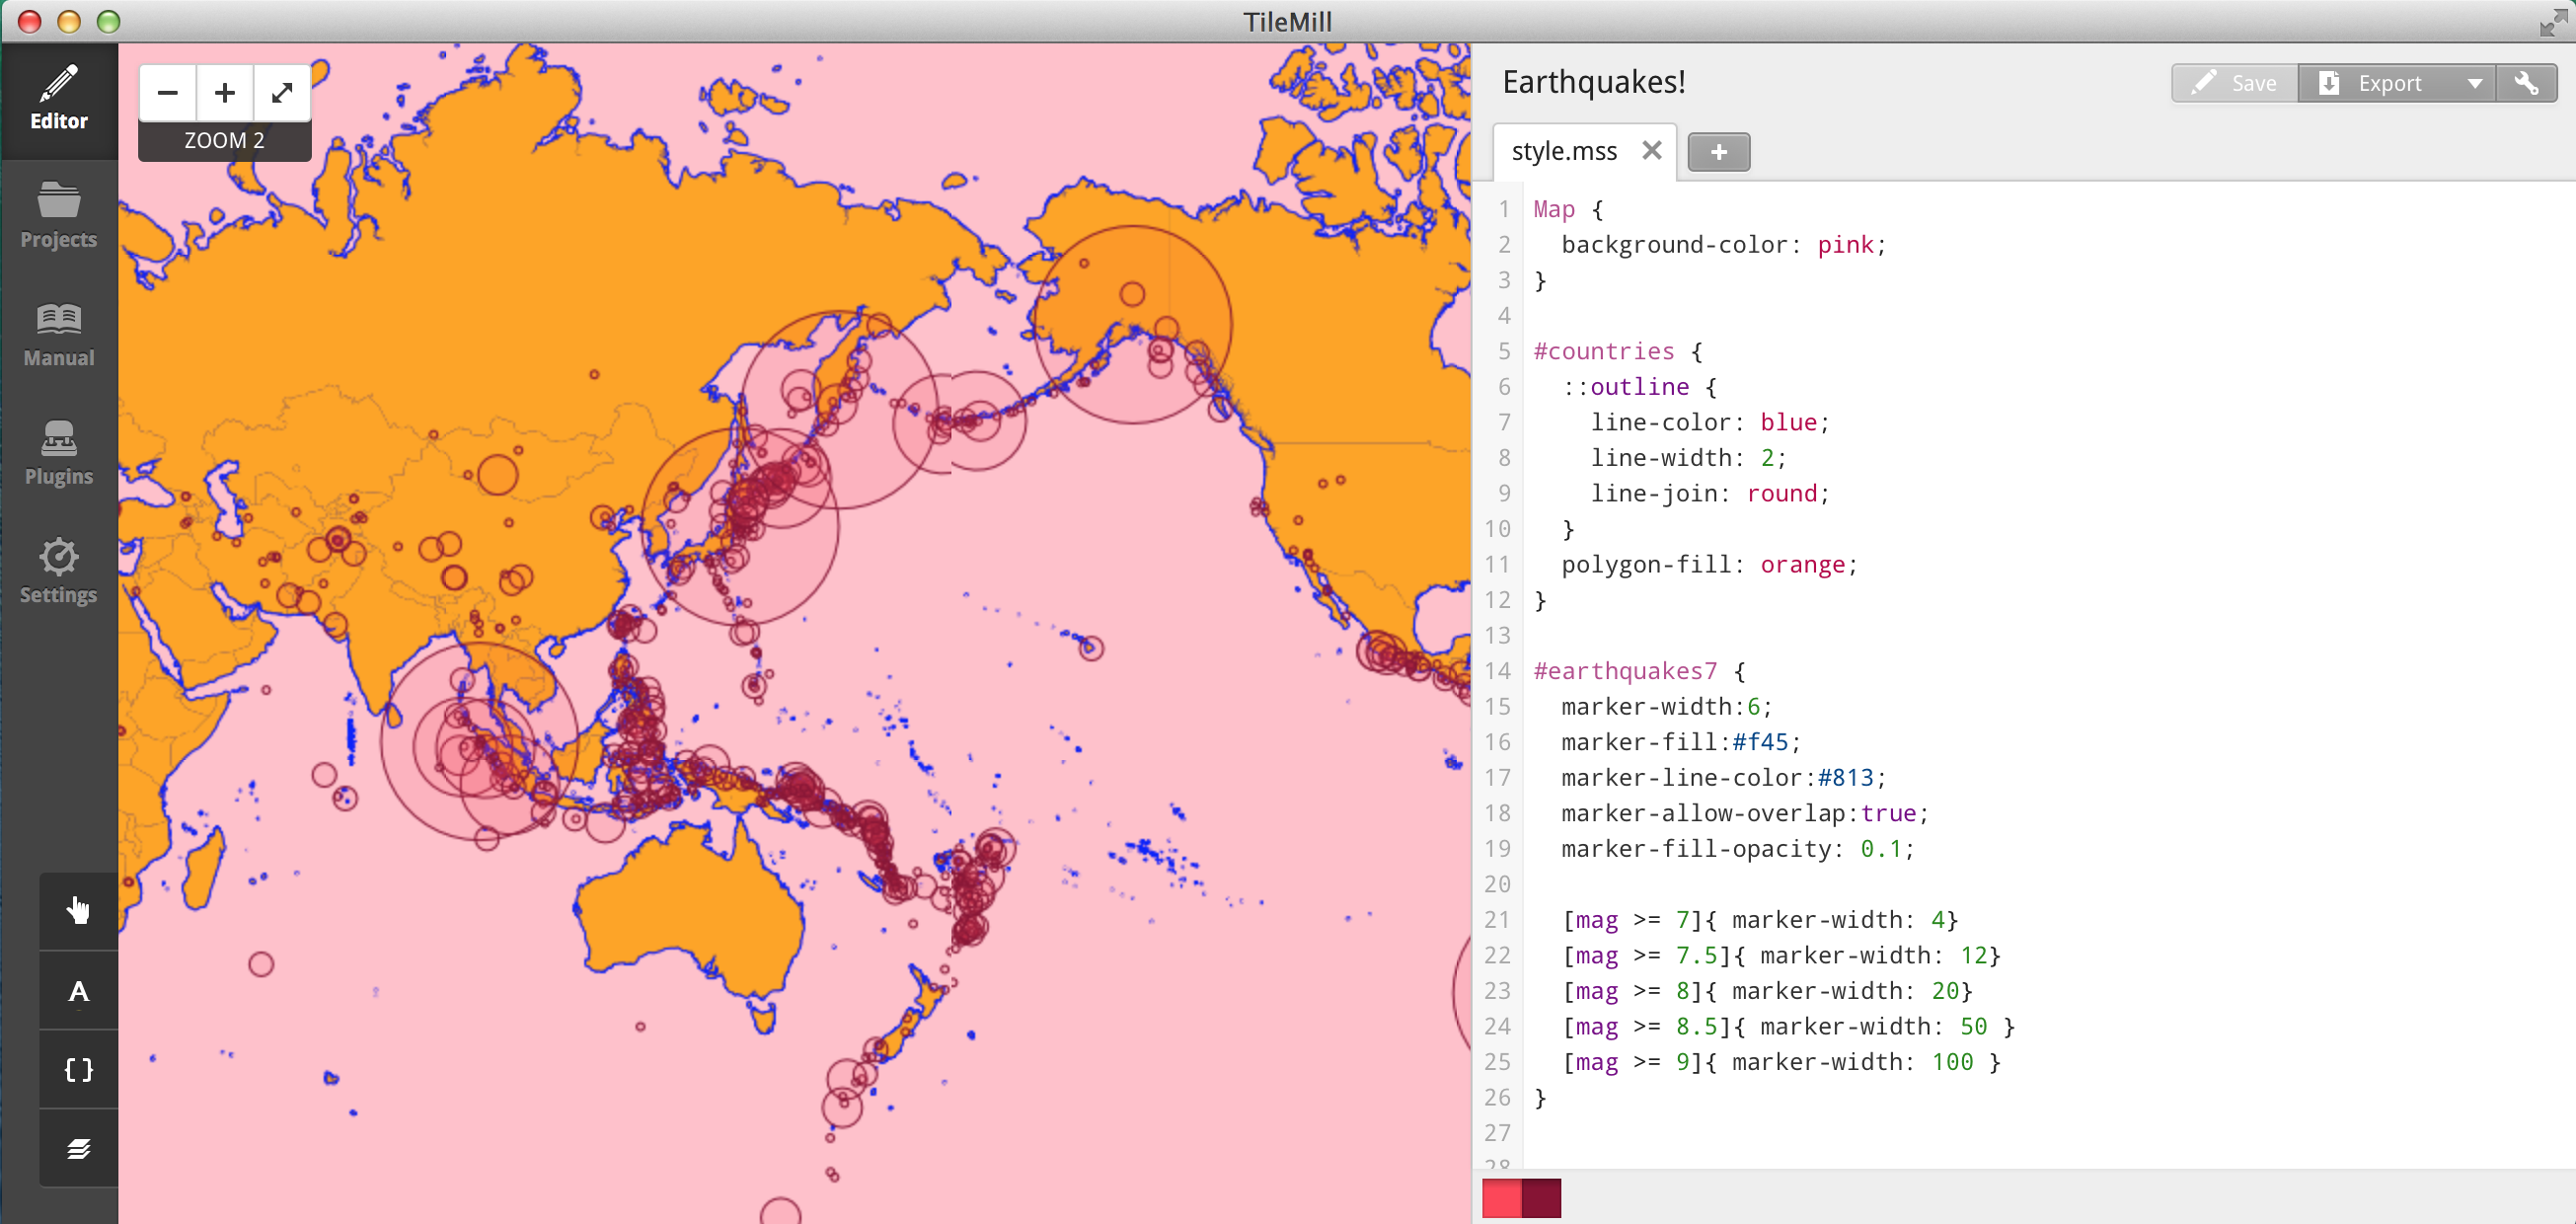 TileMill
Editor
Projects
Manual
Plugins
Settings
ZOOM 2
A
{}
Earthquakes!
Save
Export
style.mss
1 Map {
2 background-color: pink;
3 }
4
5 #countries {
6 ::outline {
7 line-color: blue;
8 line-width: 2;
9 line-join: round;
10 }
11 polygon-fill: orange;
12 }
13
14 #earthquakes7 {
15 marker-width:6;
16 marker-fill:#f45;
17 marker-line-color:#813;
18 marker-allow-overlap:true;
19 marker-fill-opacity: 0.1;
20
21 [mag >= 7]{ marker-width: 4}
22 [mag >= 7.5]{ marker-width: 12}
23 [mag >= 8]{ marker-width: 20}
24 [mag >= 8.5]{ marker-width: 50 }
25 [mag >= 9]{ marker-width: 100 }
26 }
27
28